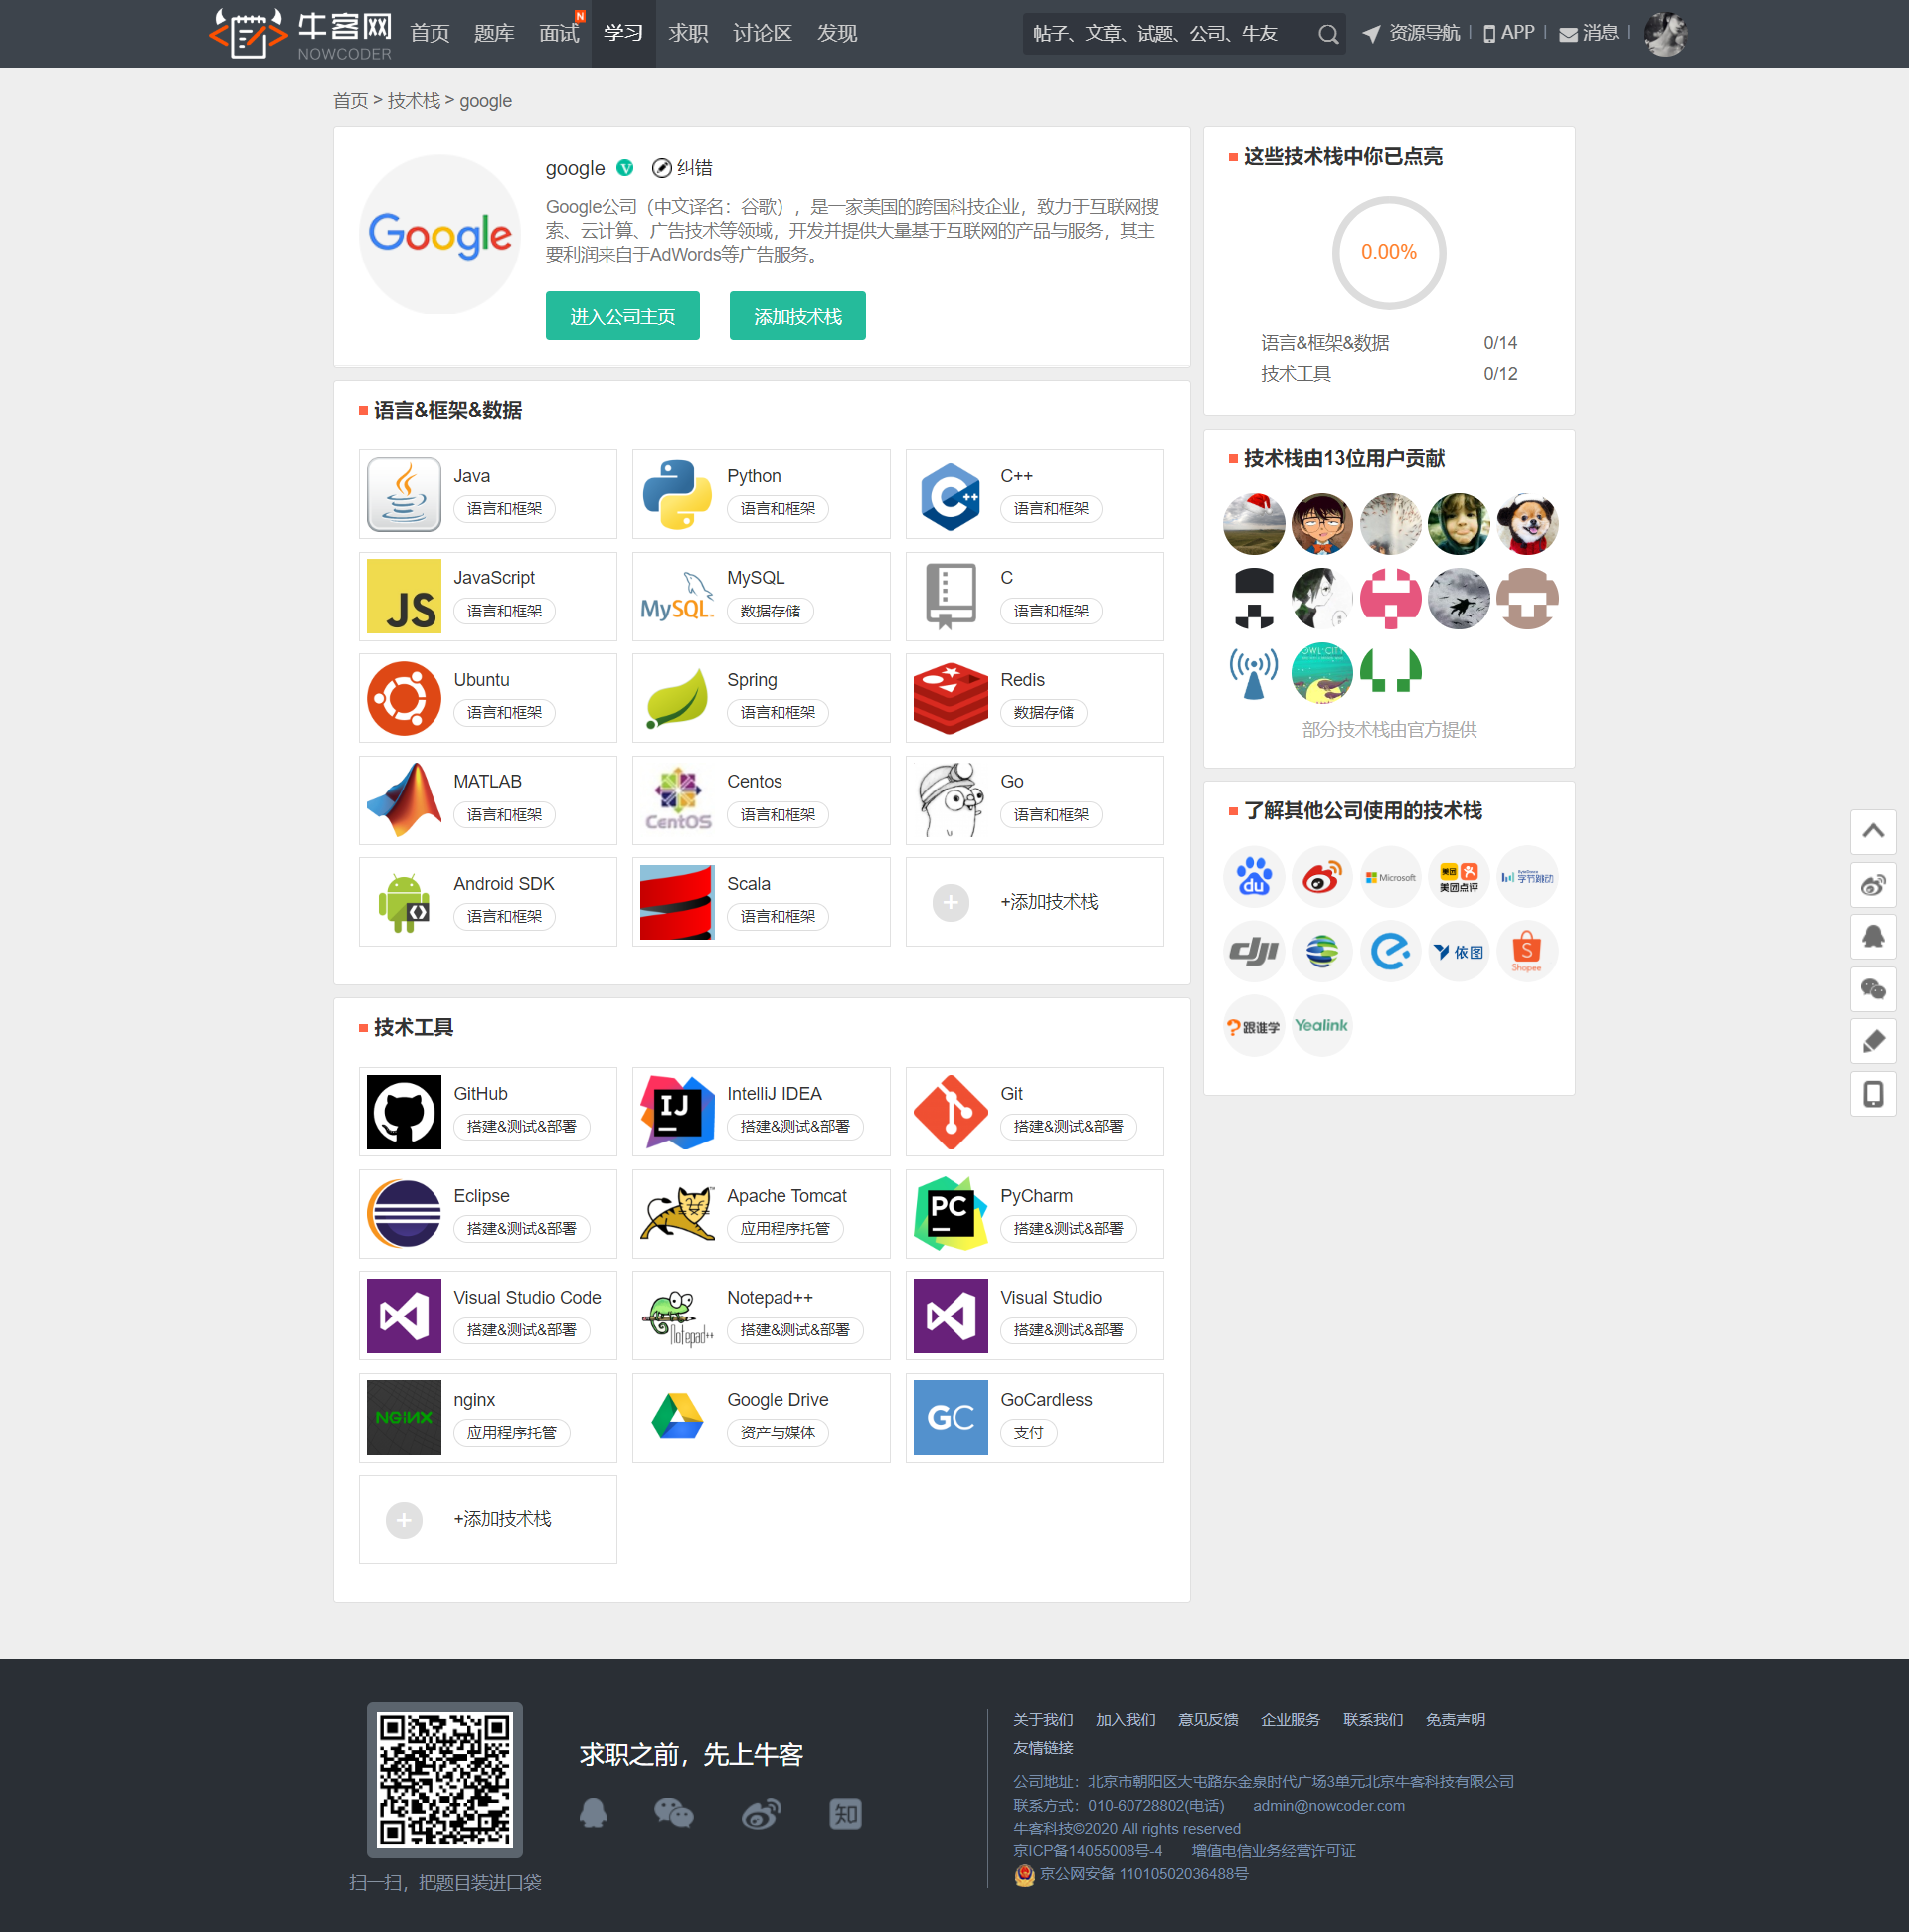 牛客网
NOWCODER
首页 题库 面试 N 学习 求职 讨论区 发现
帖子、文章、试题、公司、牛友
资源导航 APP 消息
首页 > 技术栈 > google
Google
google V 纠错
Google公司（中文译名：谷歌），是一家美国的跨国科技企业，致力于互联网搜
索、云计算、广告技术等领域，开发并提供大量基于互联网的产品与服务，其主
要利润来自于AdWords等广告服务。
进入公司主页 添加技术栈
语言&框架&数据
Java
语言和框架
Python
语言和框架
C++
C++
语言和框架
JS
JavaScript
语言和框架
MySQL
MySQL
数据存储
C
语言和框架
Ubuntu
语言和框架
Spring
语言和框架
Redis
数据存储
MATLAB
语言和框架
CentOS
Centos
语言和框架
Go
语言和框架
Android SDK
语言和框架
Scala
语言和框架
+添加技术栈
技术工具
GitHub
搭建&测试&部署
IJ
IntelliJ IDEA
搭建&测试&部署
Git
搭建&测试&部署
Eclipse
搭建&测试&部署
Apache Tomcat
应用程序托管
PC
PyCharm
搭建&测试&部署
Visual Studio Code
搭建&测试&部署
Notepad++
Notepad++
搭建&测试&部署
Visual Studio
搭建&测试&部署
NGINX
nginx
应用程序托管
Google Drive
资产与媒体
GC
GoCardless
支付
+添加技术栈
这些技术栈中你已点亮
0.00%
语言&框架&数据 0/14
技术工具 0/12
技术栈由13位用户贡献
OWL CITY
部分技术栈由官方提供
了解其他公司使用的技术栈
du
Microsoft
美团
点评
美团点评
ByteDance
字节跳动
dji
依图
S
Shopee
跟谁学
Yealink
扫一扫，把题目装进口袋
求职之前，先上牛客
知
关于我们 加入我们 意见反馈 企业服务 联系我们 免责声明
友情链接
公司地址：北京市朝阳区大屯路东金泉时代广场3单元北京牛客科技有限公司
联系方式：010-60728802(电话) admin@nowcoder.com
牛客科技©2020 All rights reserved
京ICP备14055008号-4 增值电信业务经营许可证
京公网安备 11010502036488号